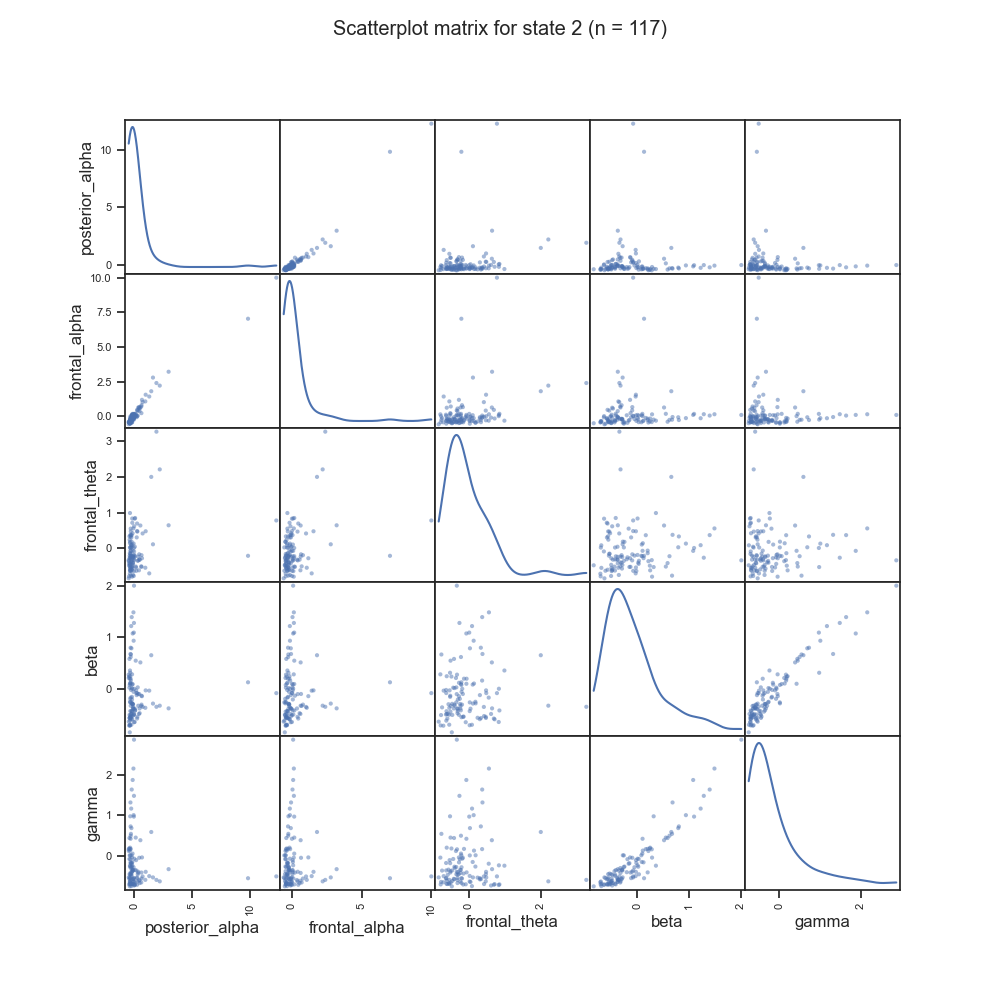 Scatterplot matrix for state 2 (n = 117)
posterior_alpha
10
5
0
frontal_alpha
10.0
7.5
5.0
2.5
0.0
frontal_theta
3
2
1
0
beta
2
1
0
gamma
2
1
0
0 5 10 0 5 10 0 2 0 1 2 0 2
posterior_alpha frontal_alpha frontal_theta beta gamma